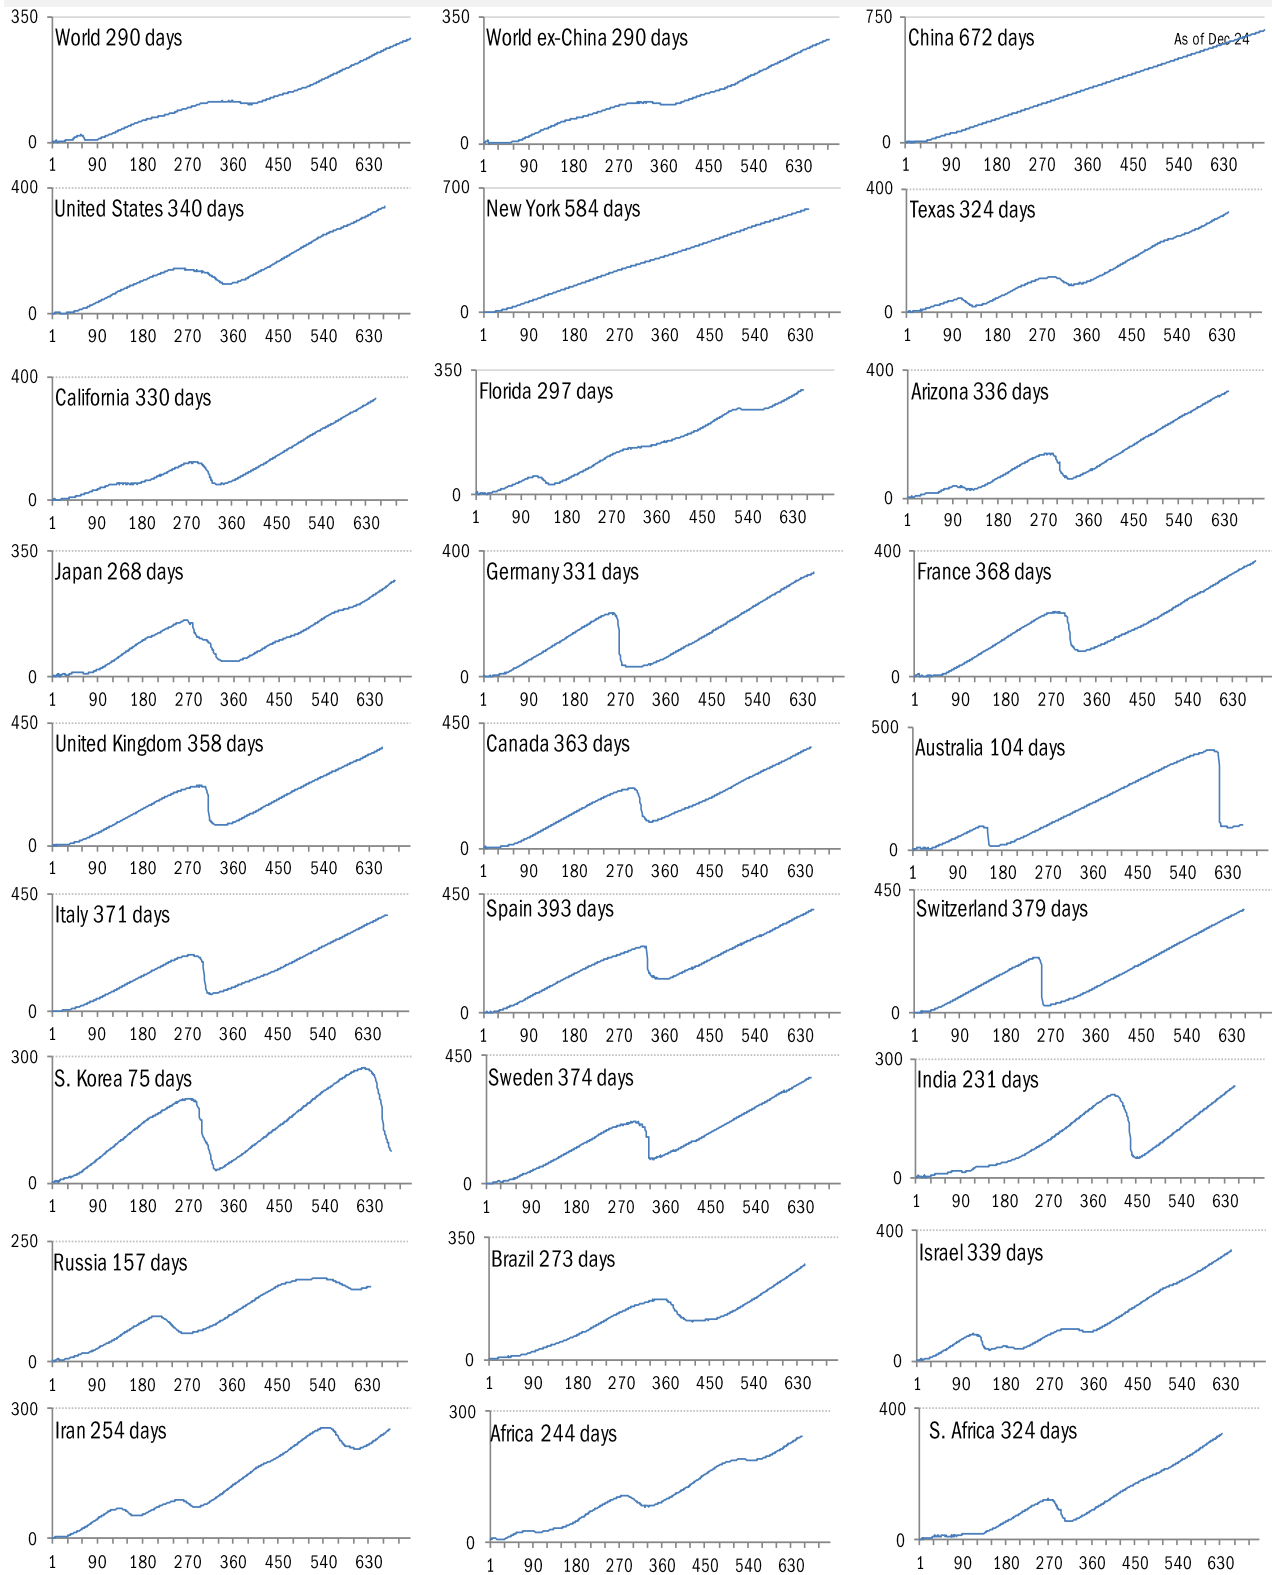 350
World 290 days
0
1 90 180 270 360 450 540 630
350
World ex-China 290 days
0
1 90 180 270 360 450 540 630
750
China 672 days
As of Dec 24
0
1 90 180 270 360 450 540 630
400
United States 340 days
0
1 90 180 270 360 450 540 630
700
New York 584 days
0
1 90 180 270 360 450 540 630
400
Texas 324 days
0
1 90 180 270 360 450 540 630
400
California 330 days
0
1 90 180 270 360 450 540 630
350
Florida 297 days
0
1 90 180 270 360 450 540 630
400
Arizona 336 days
0
1 90 180 270 360 450 540 630
350
Japan 268 days
0
1 90 180 270 360 450 540 630
400
Germany 331 days
0
1 90 180 270 360 450 540 630
400
France 368 days
0
1 90 180 270 360 450 540 630
450
United Kingdom 358 days
0
1 90 180 270 360 450 540 630
450
Canada 363 days
0
1 90 180 270 360 450 540 630
500
Australia 104 days
0
1 90 180 270 360 450 540 630
450
Italy 371 days
0
1 90 180 270 360 450 540 630
450
Spain 393 days
0
1 90 180 270 360 450 540 630
450
Switzerland 379 days
0
1 90 180 270 360 450 540 630
300
S. Korea 75 days
0
1 90 180 270 360 450 540 630
450
Sweden 374 days
0
1 90 180 270 360 450 540 630
300
India 231 days
0
1 90 180 270 360 450 540 630
250
Russia 157 days
0
1 90 180 270 360 450 540 630
350
Brazil 273 days
0
1 90 180 270 360 450 540 630
400
Israel 339 days
0
1 90 180 270 360 450 540 630
300
Iran 254 days
0
1 90 180 270 360 450 540 630
300
Africa 244 days
0
1 90 180 270 360 450 540 630
400
S. Africa 324 days
0
1 90 180 270 360 450 540 630